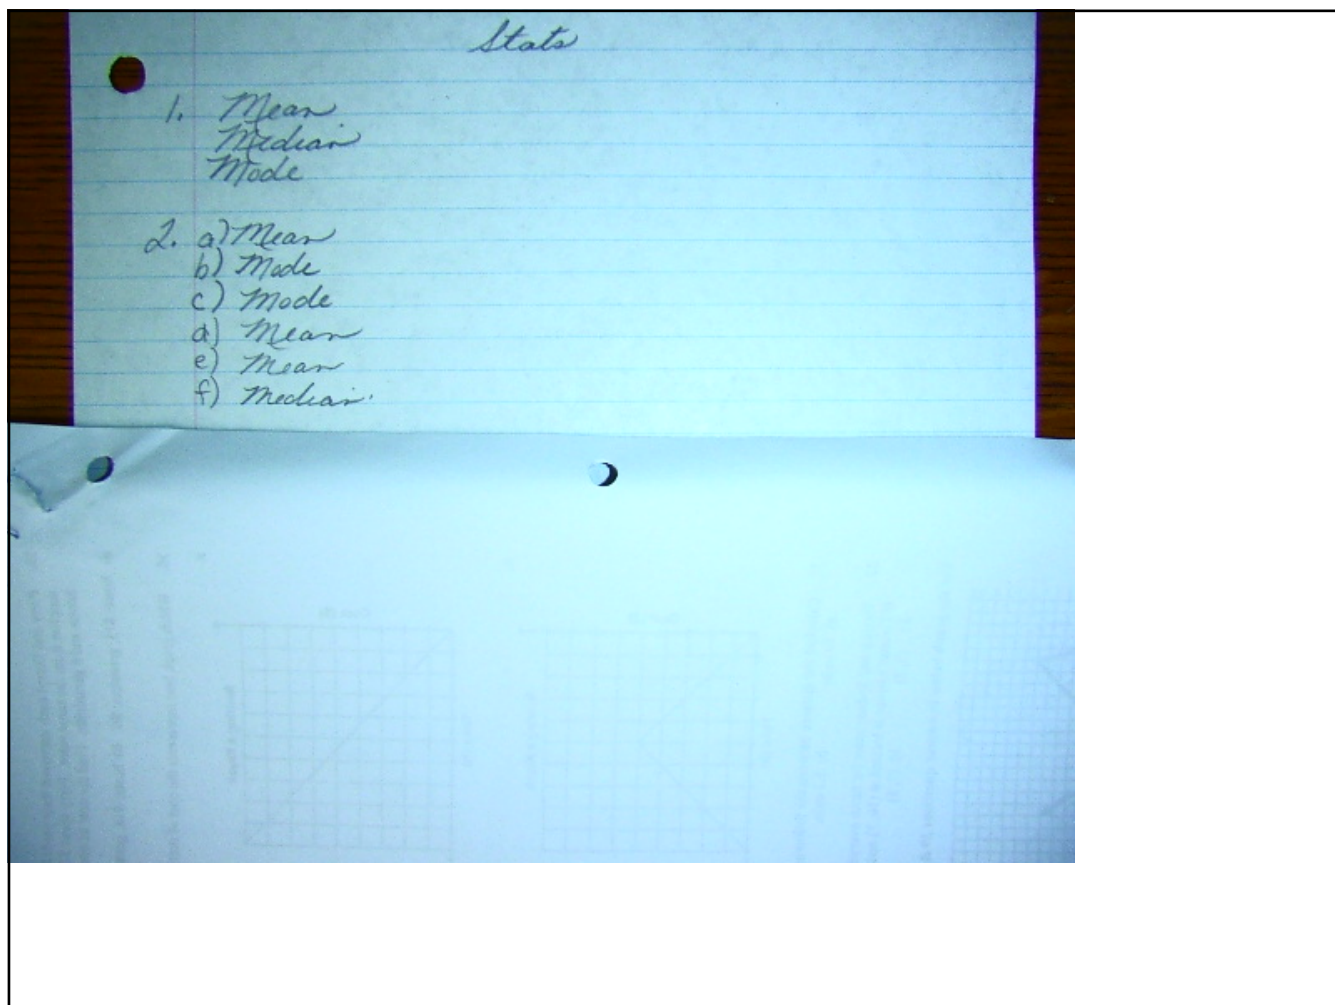 Stats
1. Mean
Median
Mode
2. a) Mean
b) Mode
c) Mode
d) Mean
e) Mean
f) Median